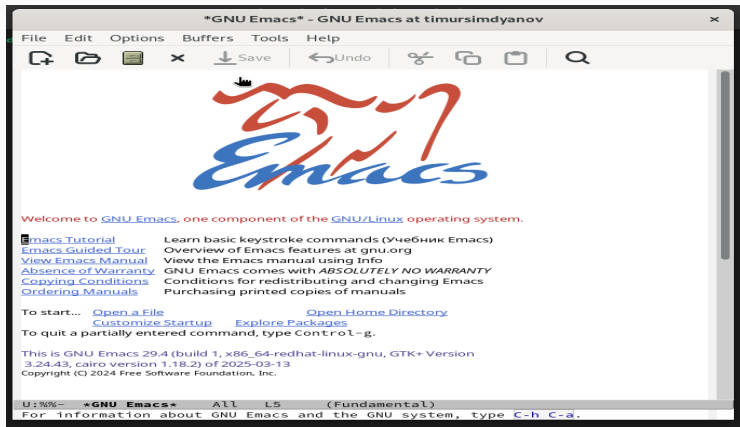 *GNU Emacs* - GNU Emacs at timursimdyanov ×
File Edit Options Buffers Tools Help
Save Undo
Emacs
Welcome to GNU Emacs, one component of the GNU/Linux operating system.
Emacs Tutorial Learn basic keystroke commands (Учебник Emacs)
Emacs Guided Tour Overview of Emacs features at gnu.org
View Emacs Manual View the Emacs manual using Info
Absence of Warranty GNU Emacs comes with ABSOLUTELY NO WARRANTY
Copying Conditions Conditions for redistributing and changing Emacs
Ordering Manuals Purchasing printed copies of manuals
To start... Open a File Open Home Directory
Customize Startup Explore Packages
To quit a partially entered command, type Control-g.
This is GNU Emacs 29.4 (build 1, x86_64-redhat-linux-gnu, GTK+ Version
3.24.43, cairo version 1.18.2) of 2025-03-13
Copyright (C) 2024 Free Software Foundation, Inc.
U:%%- *GNU Emacs* All L5 (Fundamental)
For information about GNU Emacs and the GNU system, type C-h C-a.